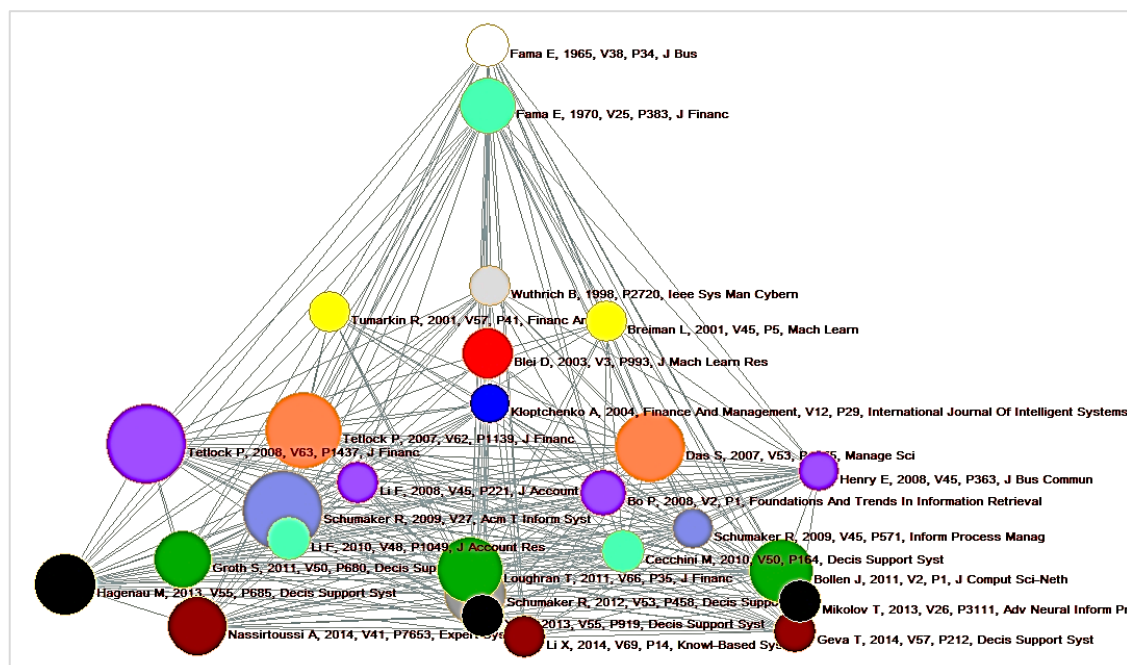 Fama E, 1965, V38, P34, J Bus
Fama E, 1970, V25, P383, J Financ
Wuthrich B, 1998, P2720, Ieee Sys Man Cybern
Tumarkin R, 2001, V57, P41, Financ An
Breiman L, 2001, V45, P5, Mach Learn
Blei D, 2003, V3, P993, J Mach Learn Res
Kloptchenko A, 2004, Finance And Management, V12, P29, International Journal Of Intelligent Systems
Tetlock P, 2007, V62, P1139, J Financ
Tetlock P, 2008, V63, P1437, J Financ
Das S, 2007, V53, Manage Sci
Henry E, 2008, V45, P363, J Bus Commun
Li F, 2008, V45, P221, J Account
Bo P, 2008, V2, P1, Foundations And Trends In Information Retrieval
Schumaker R, 2009, V27, Acm T Inform Syst
Schumaker R, 2009, V45, P571, Inform Process Manag
Li F, 2010, V48, P1049, J Account Res
Cecchini M, 2010, V50, P164, Decis Support Syst
Groth S, 2011, V50, P680, Decis Sup
Loughran T, 2011, V66, P35, J Financ
Bollen J, 2011, V2, P1, J Comput Sci-Neth
Hagenau M, 2013, V55, P685, Decis Support Syst
Schumaker R, 2012, V53, P458, Decis Suppo
Mikolov T, 2013, V26, P3111, Adv Neural Inform Pr
2013, V55, P919, Decis Support Syst
Nassirtoussi A, 2014, V41, P7653, Expert Sy
Li X, 2014, V69, P14, Knowl-Based Sy
Geva T, 2014, V57, P212, Decis Support Syst